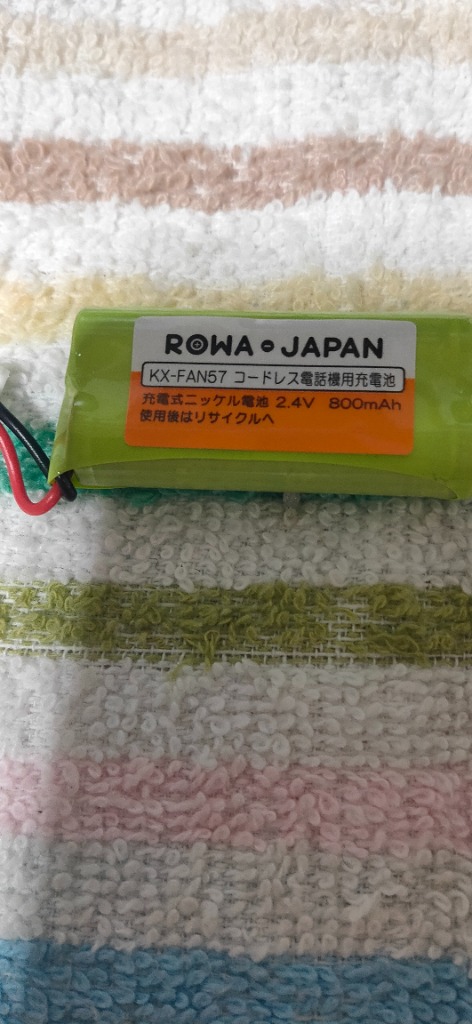 ROWA・JAPAN
KX-FAN57 コードレス電話機用充電池
充電式ニッケル電池 2.4V 800mAh
使用後はリサイクルへ